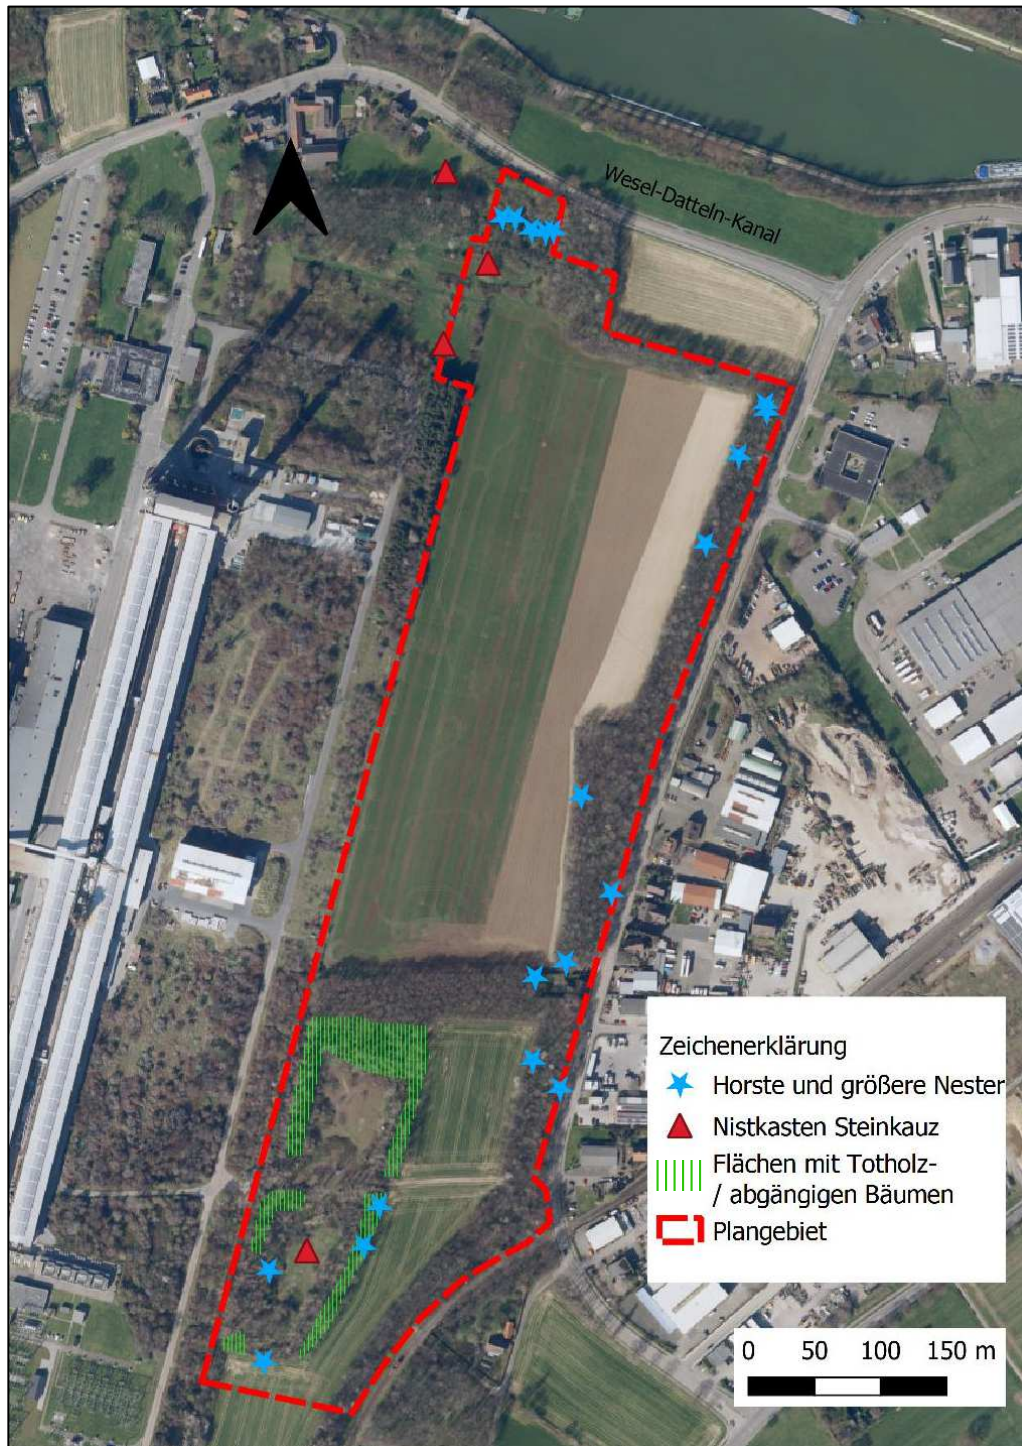 Wesel-Datteln-Kanal
Zeichenerklärung
Horste und größere Nester
Nistkasten Steinkauz
Flächen mit Totholz-
/ abgängigen Bäumen
Plangebiet
0 50 100 150 m